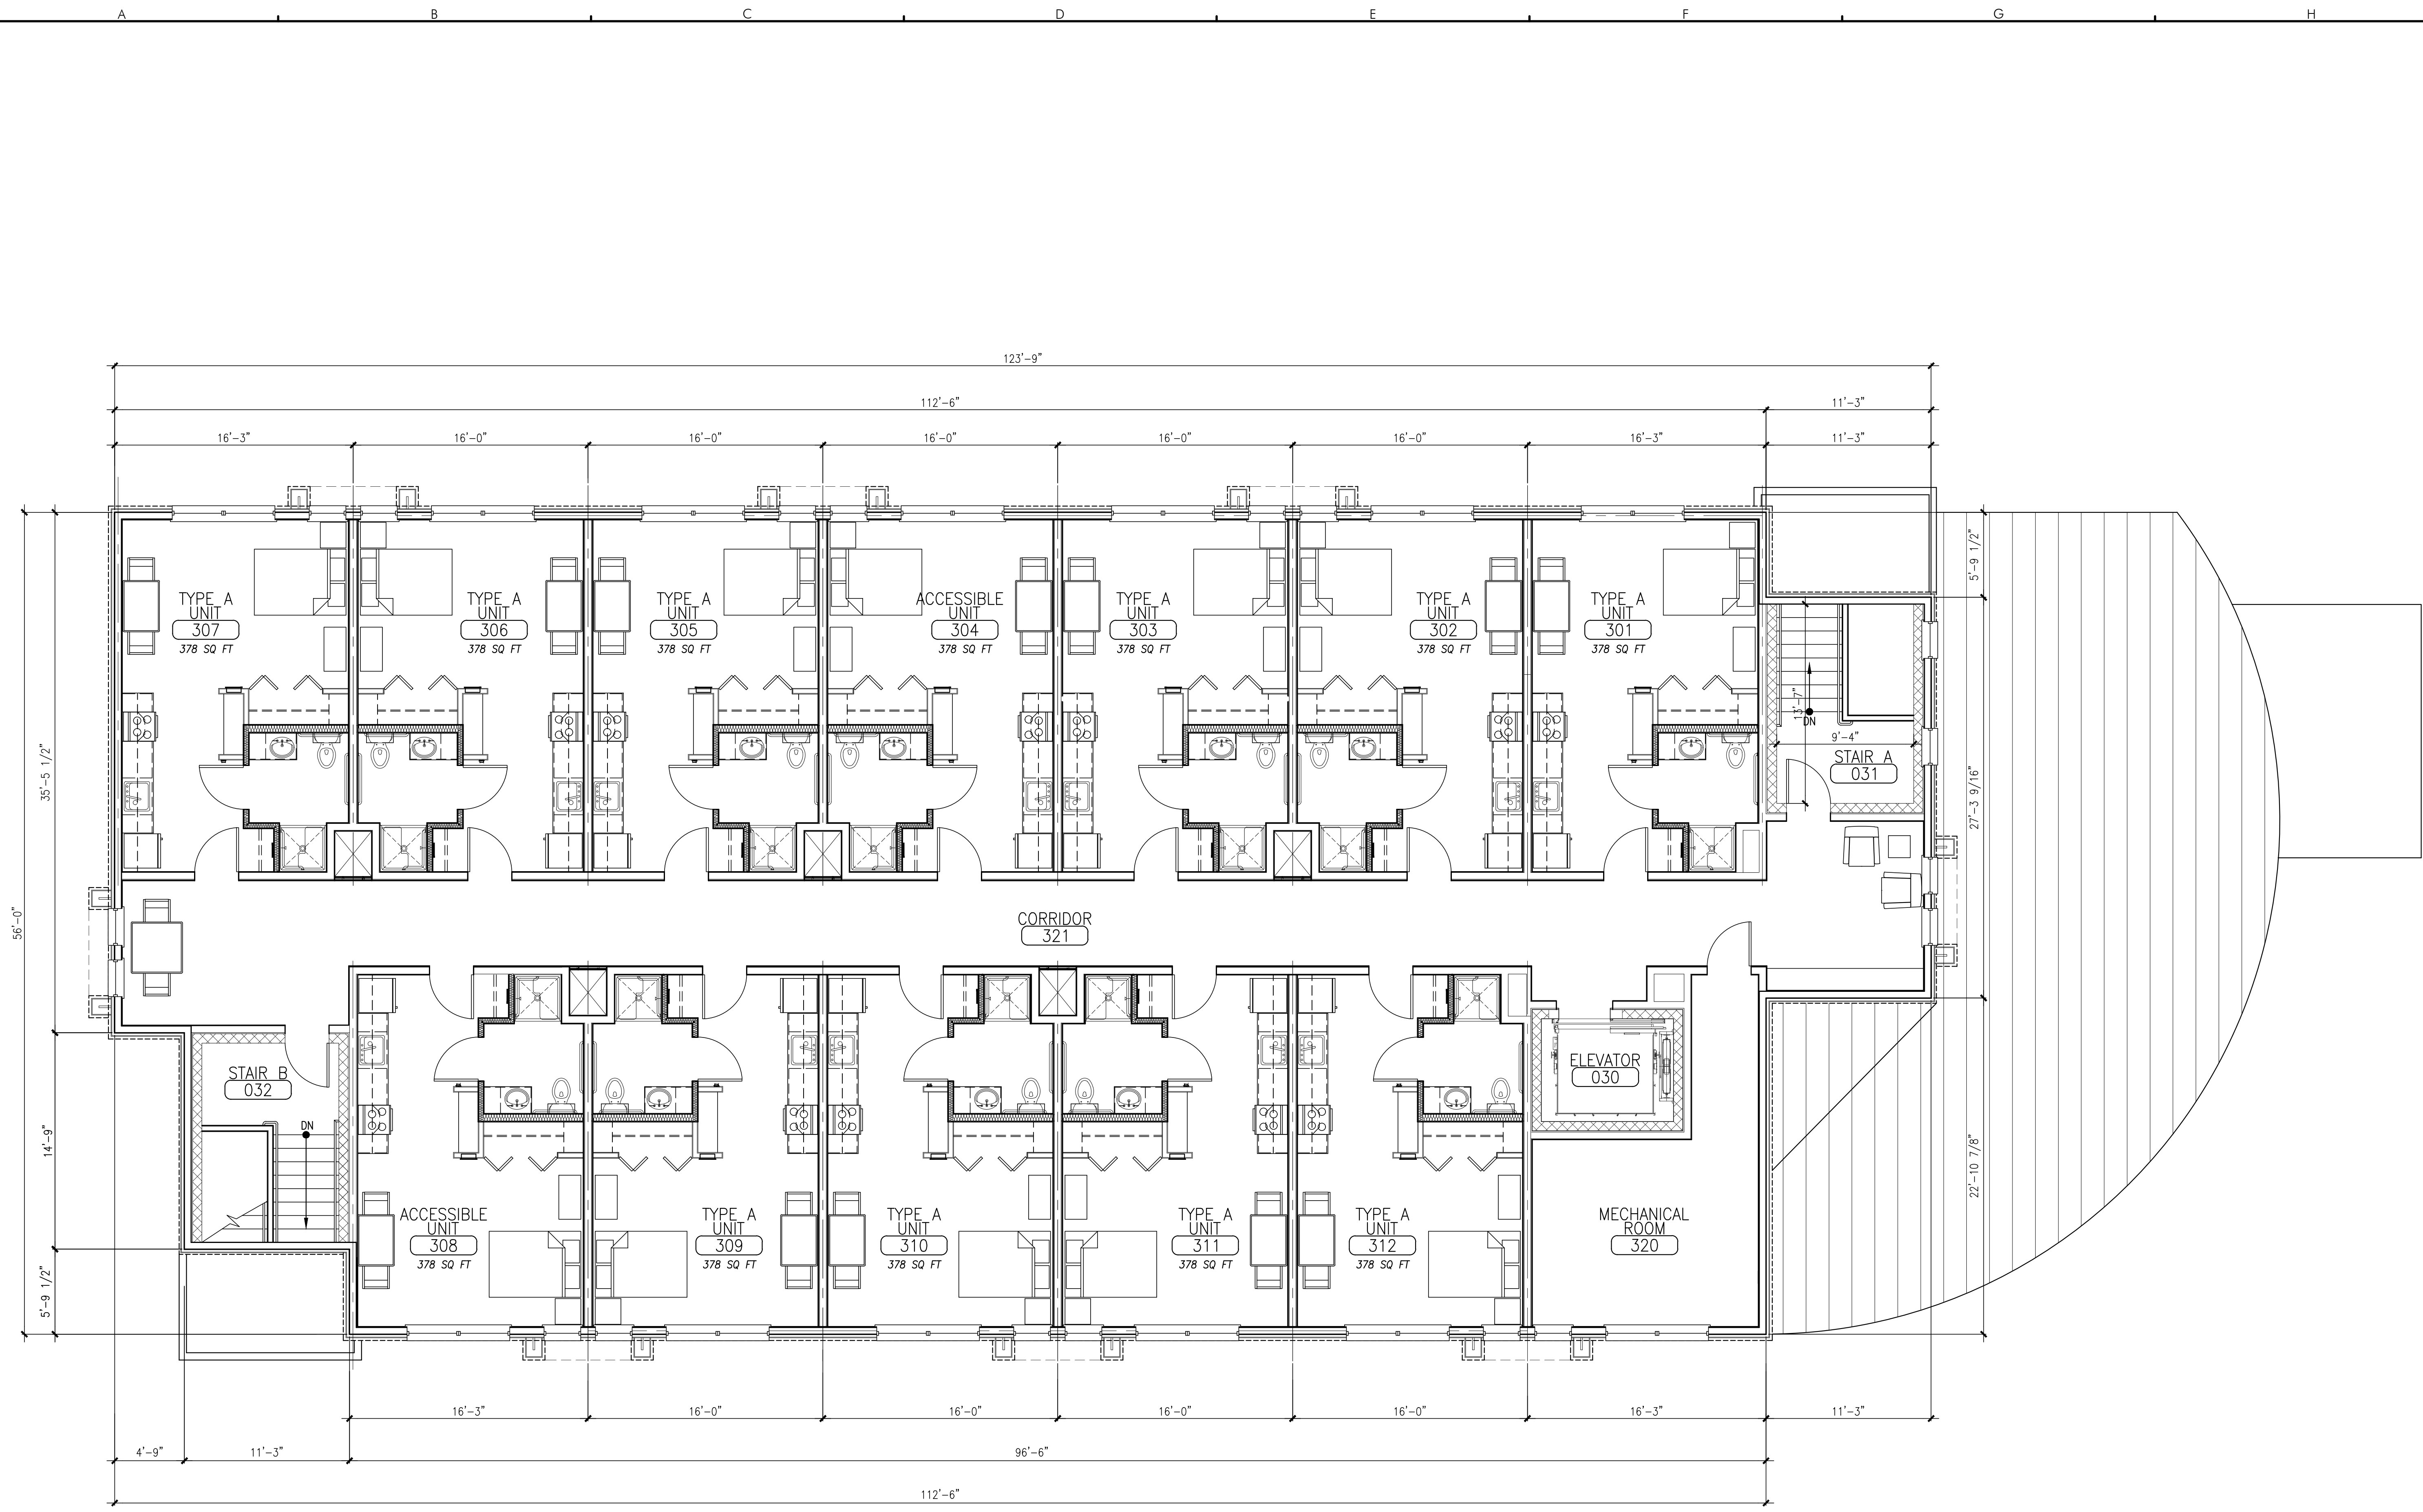 A B C D E F G H
123'-9"
112'-6" 11'-3"
16'-3" 16'-0" 16'-0" 16'-0" 16'-0" 16'-0" 16'-3" 11'-3"
5'-9 1/2"
TYPE A
UNIT
307
378 SQ FT
TYPE A
UNIT
306
378 SQ FT
TYPE A
UNIT
305
378 SQ FT
ACCESSIBLE
UNIT
304
378 SQ FT
TYPE A
UNIT
303
378 SQ FT
TYPE A
UNIT
302
378 SQ FT
TYPE A
UNIT
301
378 SQ FT
13'-7"
DN
9'-4"
STAIR A
031
35'-5 1/2"
27'-3 9/16"
56'-0"
CORRIDOR
321
STAIR B
032
DN
ELEVATOR
030
14'-9"
22'-10 7/8"
ACCESSIBLE
UNIT
308
378 SQ FT
TYPE A
UNIT
309
378 SQ FT
TYPE A
UNIT
310
378 SQ FT
TYPE A
UNIT
311
378 SQ FT
TYPE A
UNIT
312
378 SQ FT
MECHANICAL
ROOM
320
5'-9 1/2"
16'-3" 16'-0" 16'-0" 16'-0" 16'-0" 16'-3" 11'-3"
4'-9" 11'-3" 96'-6"
112'-6"